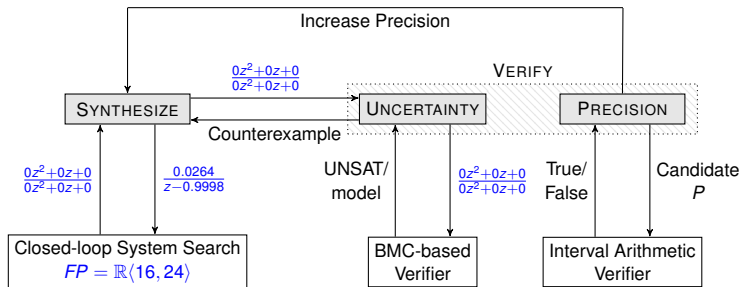 Increase Precision
VERIFY
0z²+0z+0
0z²+0z+0
SYNTHESIZE
UNCERTAINTY
PRECISION
Counterexample
0z²+0z+0
0z²+0z+0
0.0264
z−0.9998
UNSAT/
model
0z²+0z+0
0z²+0z+0
True/
False
Candidate
P
Closed-loop System Search
FP = ℝ⟨16, 24⟩
BMC-based
Verifier
Interval Arithmetic
Verifier